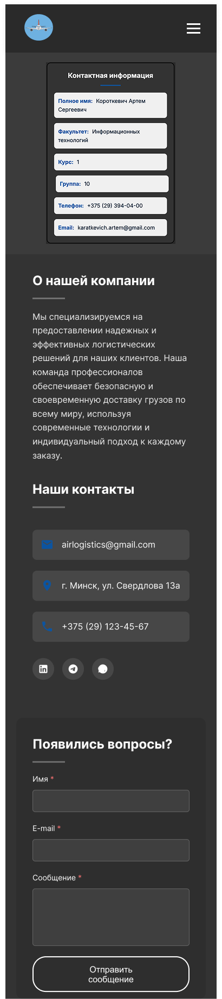 Контактная информация
Полное имя: Короткевич Артем
Сергеевич
Факультет: Информационных
технологий
Курс: 1
Группа: 10
Телефон: +375 (29) 394-04-00
Email: karatkevich.artem@gmail.com
О нашей компании
Мы специализируемся на
предоставлении надежных и
эффективных логистических
решений для наших клиентов. Наша
команда профессионалов
обеспечивает безопасную и
своевременную доставку грузов по
всему миру, используя
современные технологии и
индивидуальный подход к каждому
заказу.
Наши контакты
airlogistics@gmail.com
г. Минск, ул. Свердлова 13а
+375 (29) 123-45-67
Появились вопросы?
Имя *
E-mail *
Сообщение *
Отправить
сообщение